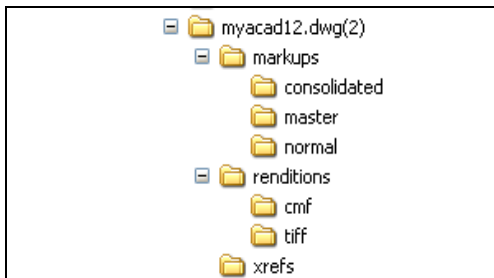 myacad12.dwg(2)
markups
consolidated
master
normal
renditions
cmf
tiff
xrefs